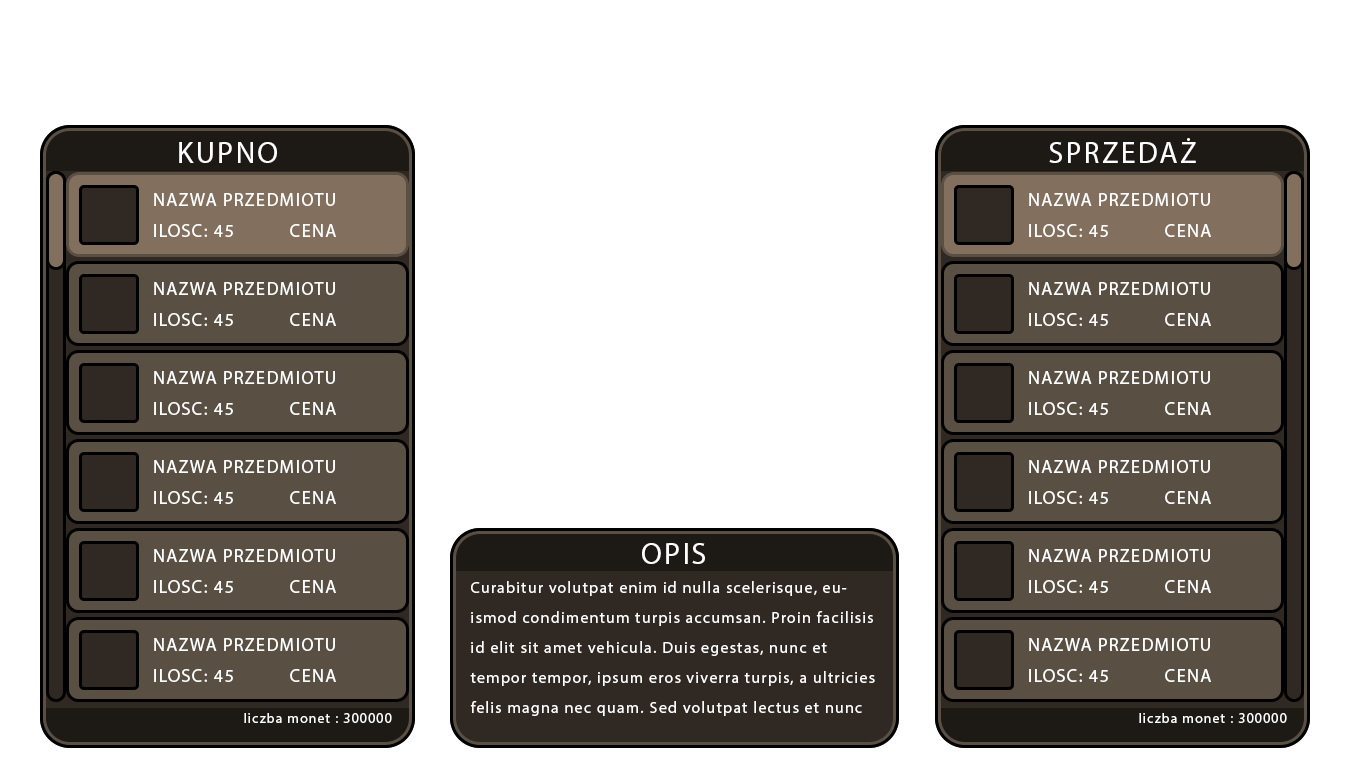 KUPNO
NAZWA PRZEDMIOTU
ILOSC: 45 CENA
NAZWA PRZEDMIOTU
ILOSC: 45 CENA
NAZWA PRZEDMIOTU
ILOSC: 45 CENA
NAZWA PRZEDMIOTU
ILOSC: 45 CENA
NAZWA PRZEDMIOTU
ILOSC: 45 CENA
NAZWA PRZEDMIOTU
ILOSC: 45 CENA
liczba monet : 300000
OPIS
Curabitur volutpat enim id nulla scelerisque, eu-
ismod condimentum turpis accumsan. Proin facilisis
id elit sit amet vehicula. Duis egestas, nunc et
tempor tempor, ipsum eros viverra turpis, a ultricies
felis magna nec quam. Sed volutpat lectus et nunc
SPRZEDAŻ
NAZWA PRZEDMIOTU
ILOSC: 45 CENA
NAZWA PRZEDMIOTU
ILOSC: 45 CENA
NAZWA PRZEDMIOTU
ILOSC: 45 CENA
NAZWA PRZEDMIOTU
ILOSC: 45 CENA
NAZWA PRZEDMIOTU
ILOSC: 45 CENA
NAZWA PRZEDMIOTU
ILOSC: 45 CENA
liczba monet : 300000